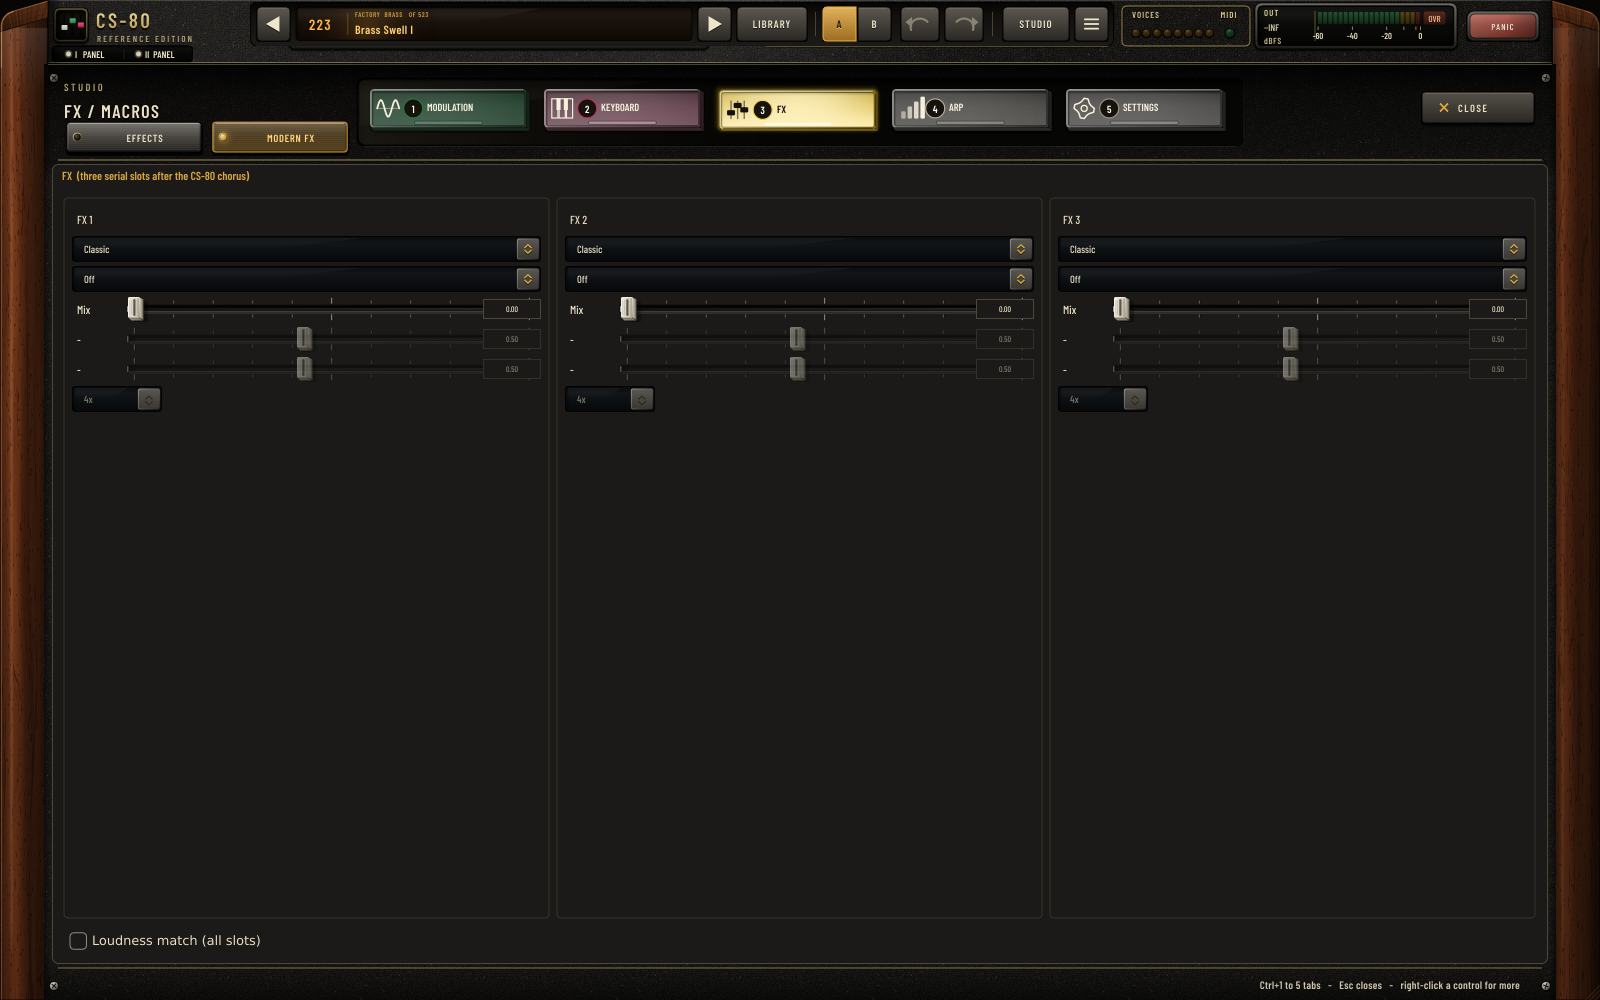 CS-80
REFERENCE EDITION
I PANEL
II PANEL
223
FACTORY BRASS OF 523
Brass Swell I
LIBRARY
A
B
STUDIO
VOICES
MIDI
OUT
-INF
dBFS
-60
-40
-20
0
OVR
PANIC
STUDIO
FX / MACROS
EFFECTS
MODERN FX
1 MODULATION
2 KEYBOARD
3 FX
4 ARP
5 SETTINGS
CLOSE
FX (three serial slots after the CS-80 chorus)
FX 1
Classic
Off
Mix
0.00
-
0.50
-
0.50
4x
FX 2
Classic
Off
Mix
0.00
-
0.50
-
0.50
4x
FX 3
Classic
Off
Mix
0.00
-
0.50
-
0.50
4x
Loudness match (all slots)
Ctrl+1 to 5 tabs - Esc closes - right-click a control for more